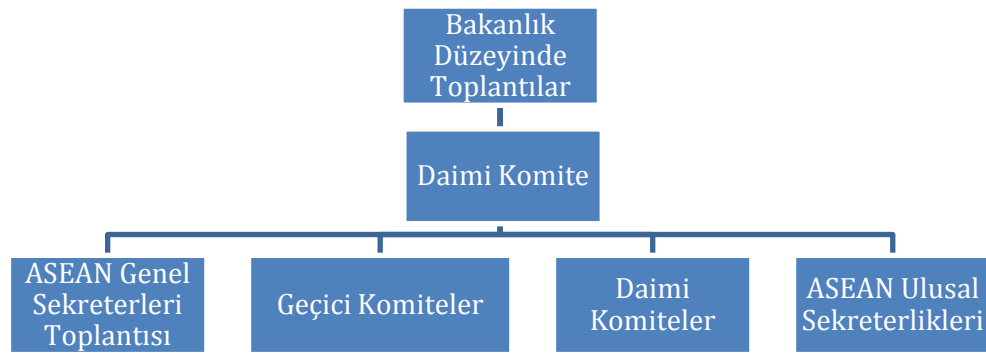 Bakanlık
Düzeyinde
Toplantılar
Daimi Komite
ASEAN Genel
Sekreterleri
Toplantısı
Geçici Komiteler
Daimi
Komiteler
ASEAN Ulusal
Sekreterlikleri